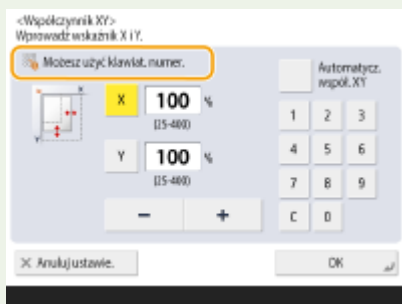 <Współczynnik XY>
Wprowadź wskaźnik X i Y.
Możesz użyć klawiat. numer.
Automatycz. współ. XY
X 100 %
(25-400)
Y 100 %
(25-400)
- +
1 2 3
4 5 6
7 8 9
C 0
× Anuluj ustawie.
OK